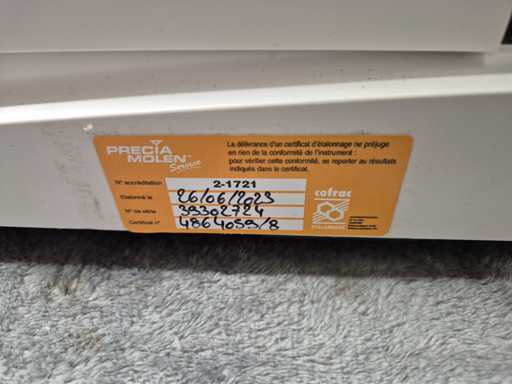 PRECIA
MOLEN
Service
La délivrance d'un certificat d'étalonnage ne préjuge
en rien de la conformité de l'instrument :
pour vérifier cette conformité, se reporter au résultats
indiqués dans le certificat.
N° accréditation 2-1721
Etalonné le 26/06/2023
N° de série 39302724
Certificat n° 4864059/8
cofrac
ETALONNAGE